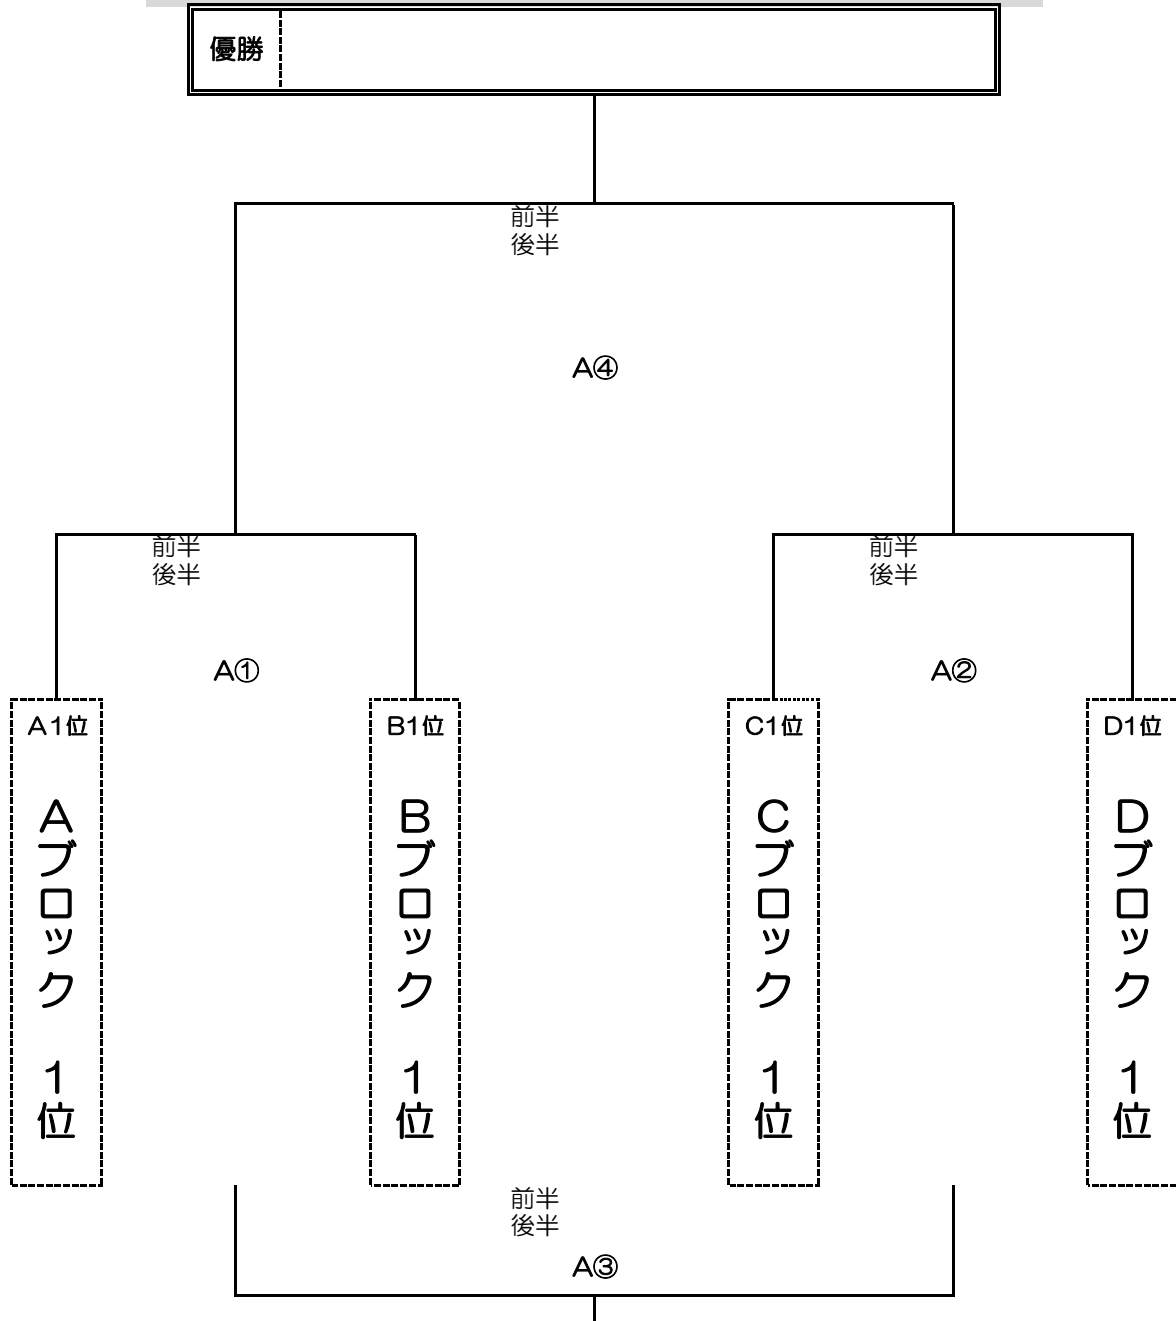 優勝
前半
後半
A④
前半
後半
前半
後半
A①
A②
A1位
B1位
C1位
D1位
Aブロック 1位
Bブロック 1位
Cブロック 1位
Dブロック 1位
前半
後半
A③